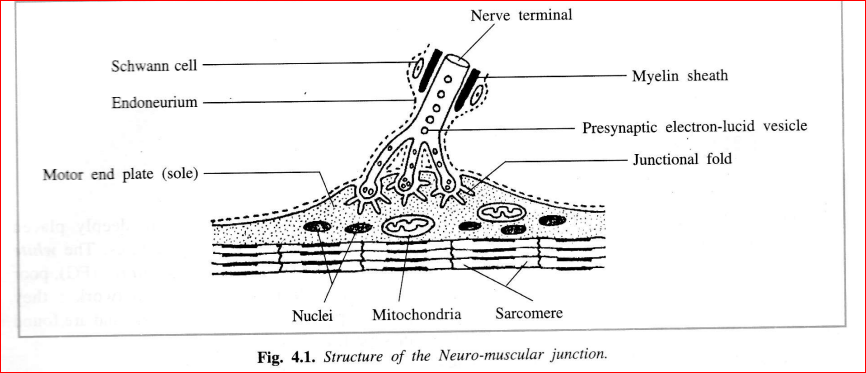 Nerve terminal
Schwann cell
Myelin sheath
Endoneurium
Presynaptic electron-lucid vesicle
Junctional fold
Motor end plate (sole)
Nuclei
Mitochondria
Sarcomere
Fig. 4.1. Structure of the Neuro-muscular junction.